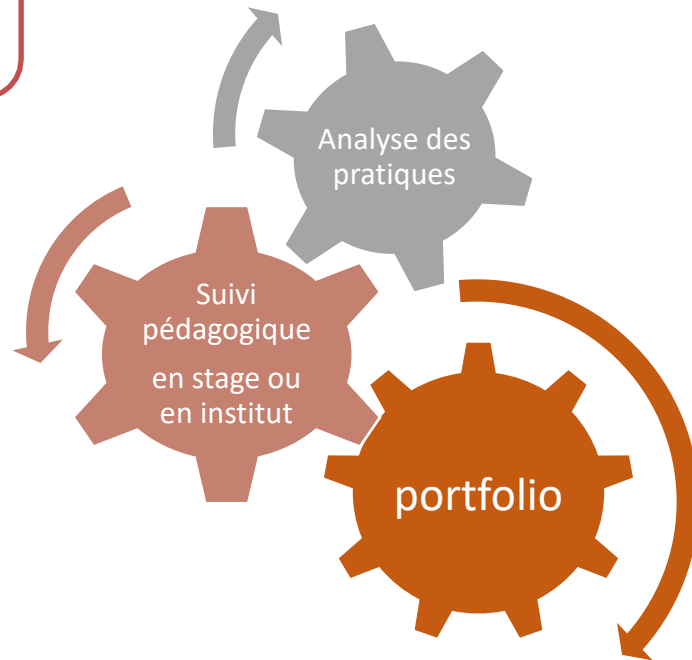 Analyse des
pratiques
Suivi
pédagogique
en stage ou
en institut
portfolio